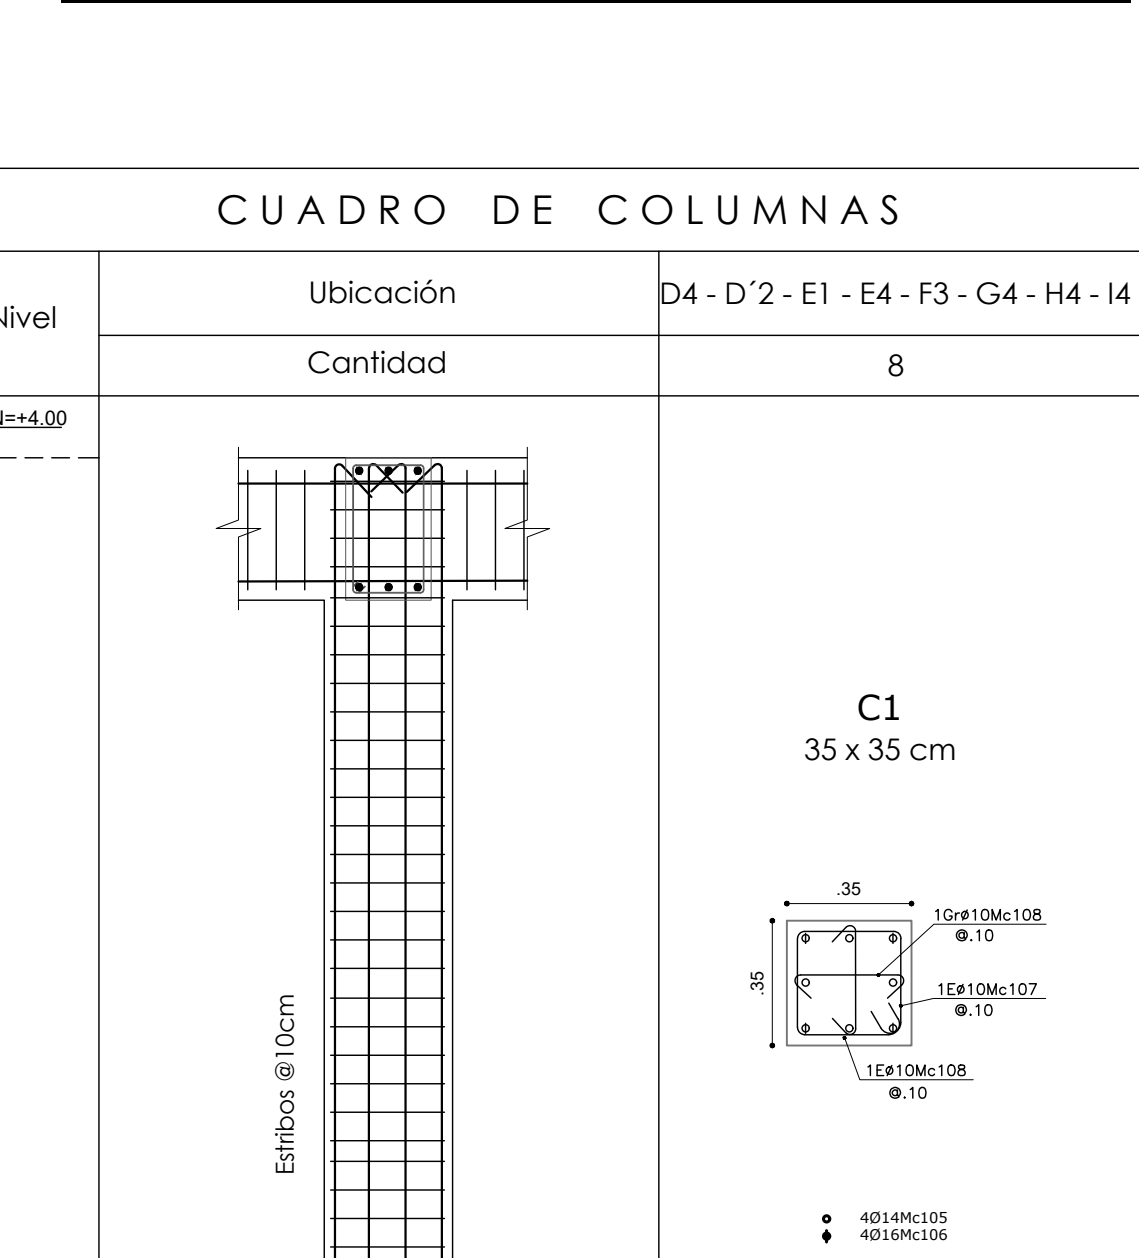 CUADRO DE COLUMNAS
Nivel
Ubicación
D4 - D´2 - E1 - E4 - F3 - G4 - H4 - I4
Cantidad
8
N=+4.00
C1
35 x 35 cm
.35
.35
1Grø10Mc108
@.10
1Eø10Mc107
@.10
1Eø10Mc108
@.10
Estribos @10cm
4Ø14Mc105
4Ø16Mc106